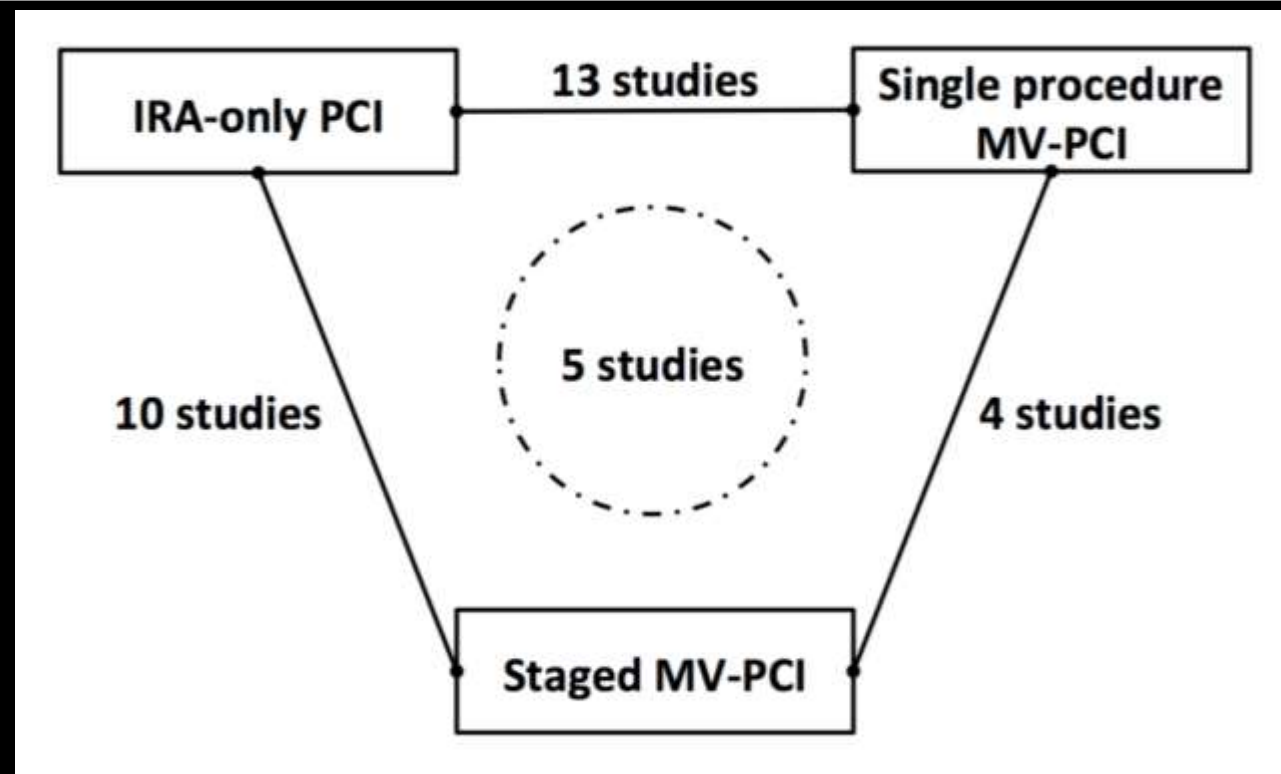 13 studies
IRA-only PCI
Single procedure
MV-PCI
5 studies
10 studies
4 studies
Staged MV-PCI